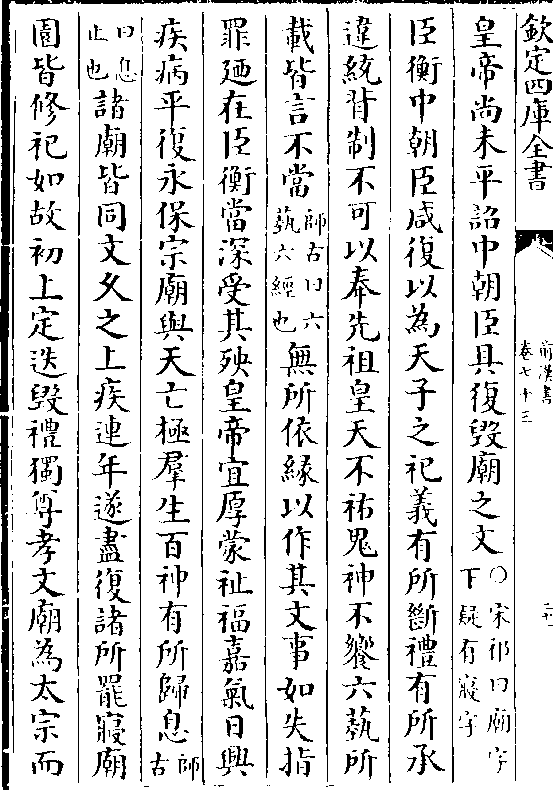 欽定四庫全書
前漢書
卷七十三
皇帝尚未平詔中朝臣具復毁廟之文○宋祁曰廟字下疑有寢字
臣衡中朝臣咸復以為天子之祀義有所斷禮有所承
違統背制不可以奉先祖皇天不祐鬼神不饗六藝所
載皆言不當師古曰六藝六經也無所依緣以作其文事如失指
罪廼在臣衡當深受其殃皇帝宜厚蒙祉福嘉氣日興
疾病平復永保宗廟與天亡極羣生百神有所歸息師古
曰息止也諸廟皆同文久之上疾連年遂盡復諸所罷寢廟
園皆修祀如故初上定迭毁禮獨尊孝文廟為太宗而